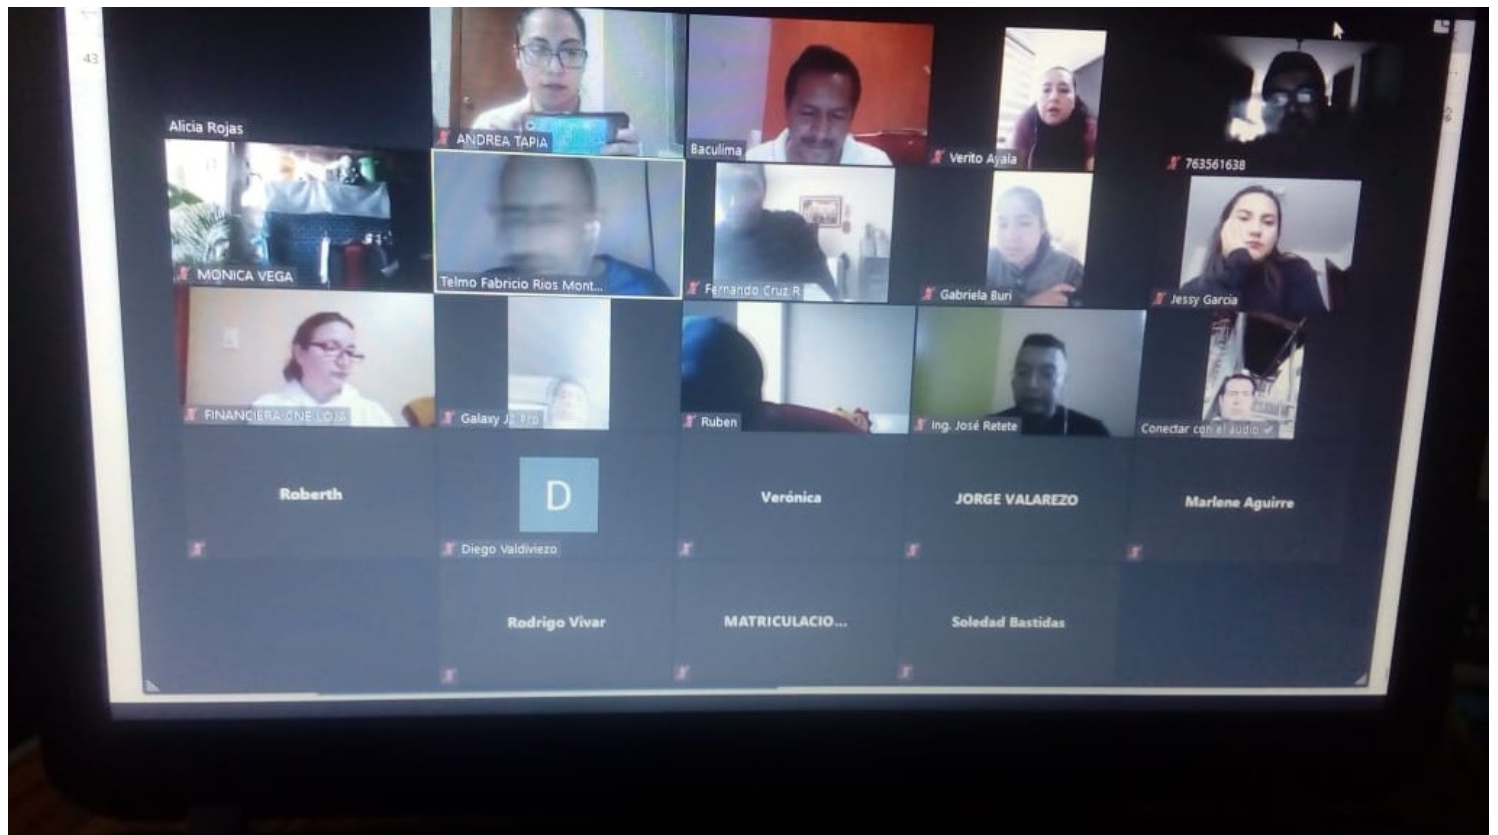 43
Alicia Rojas
ANDREA TAPIA
Baculima
Verito Ayala
763561638
MONICA VEGA
Telmo Fabricio Rios Mont...
Fernando Cruz R
Gabriela Buri
Jessy Garcia
FINANCIERA CNE LOJA
Galaxy J2 Pro
Ruben
Ing. José Retete
Conectar con el audio
Roberth
D
Diego Valdiviezo
Verónica
JORGE VALAREZO
Marlene Aguirre
Rodrigo Vivar
MATRICULACIO...
Soledad Bastidas